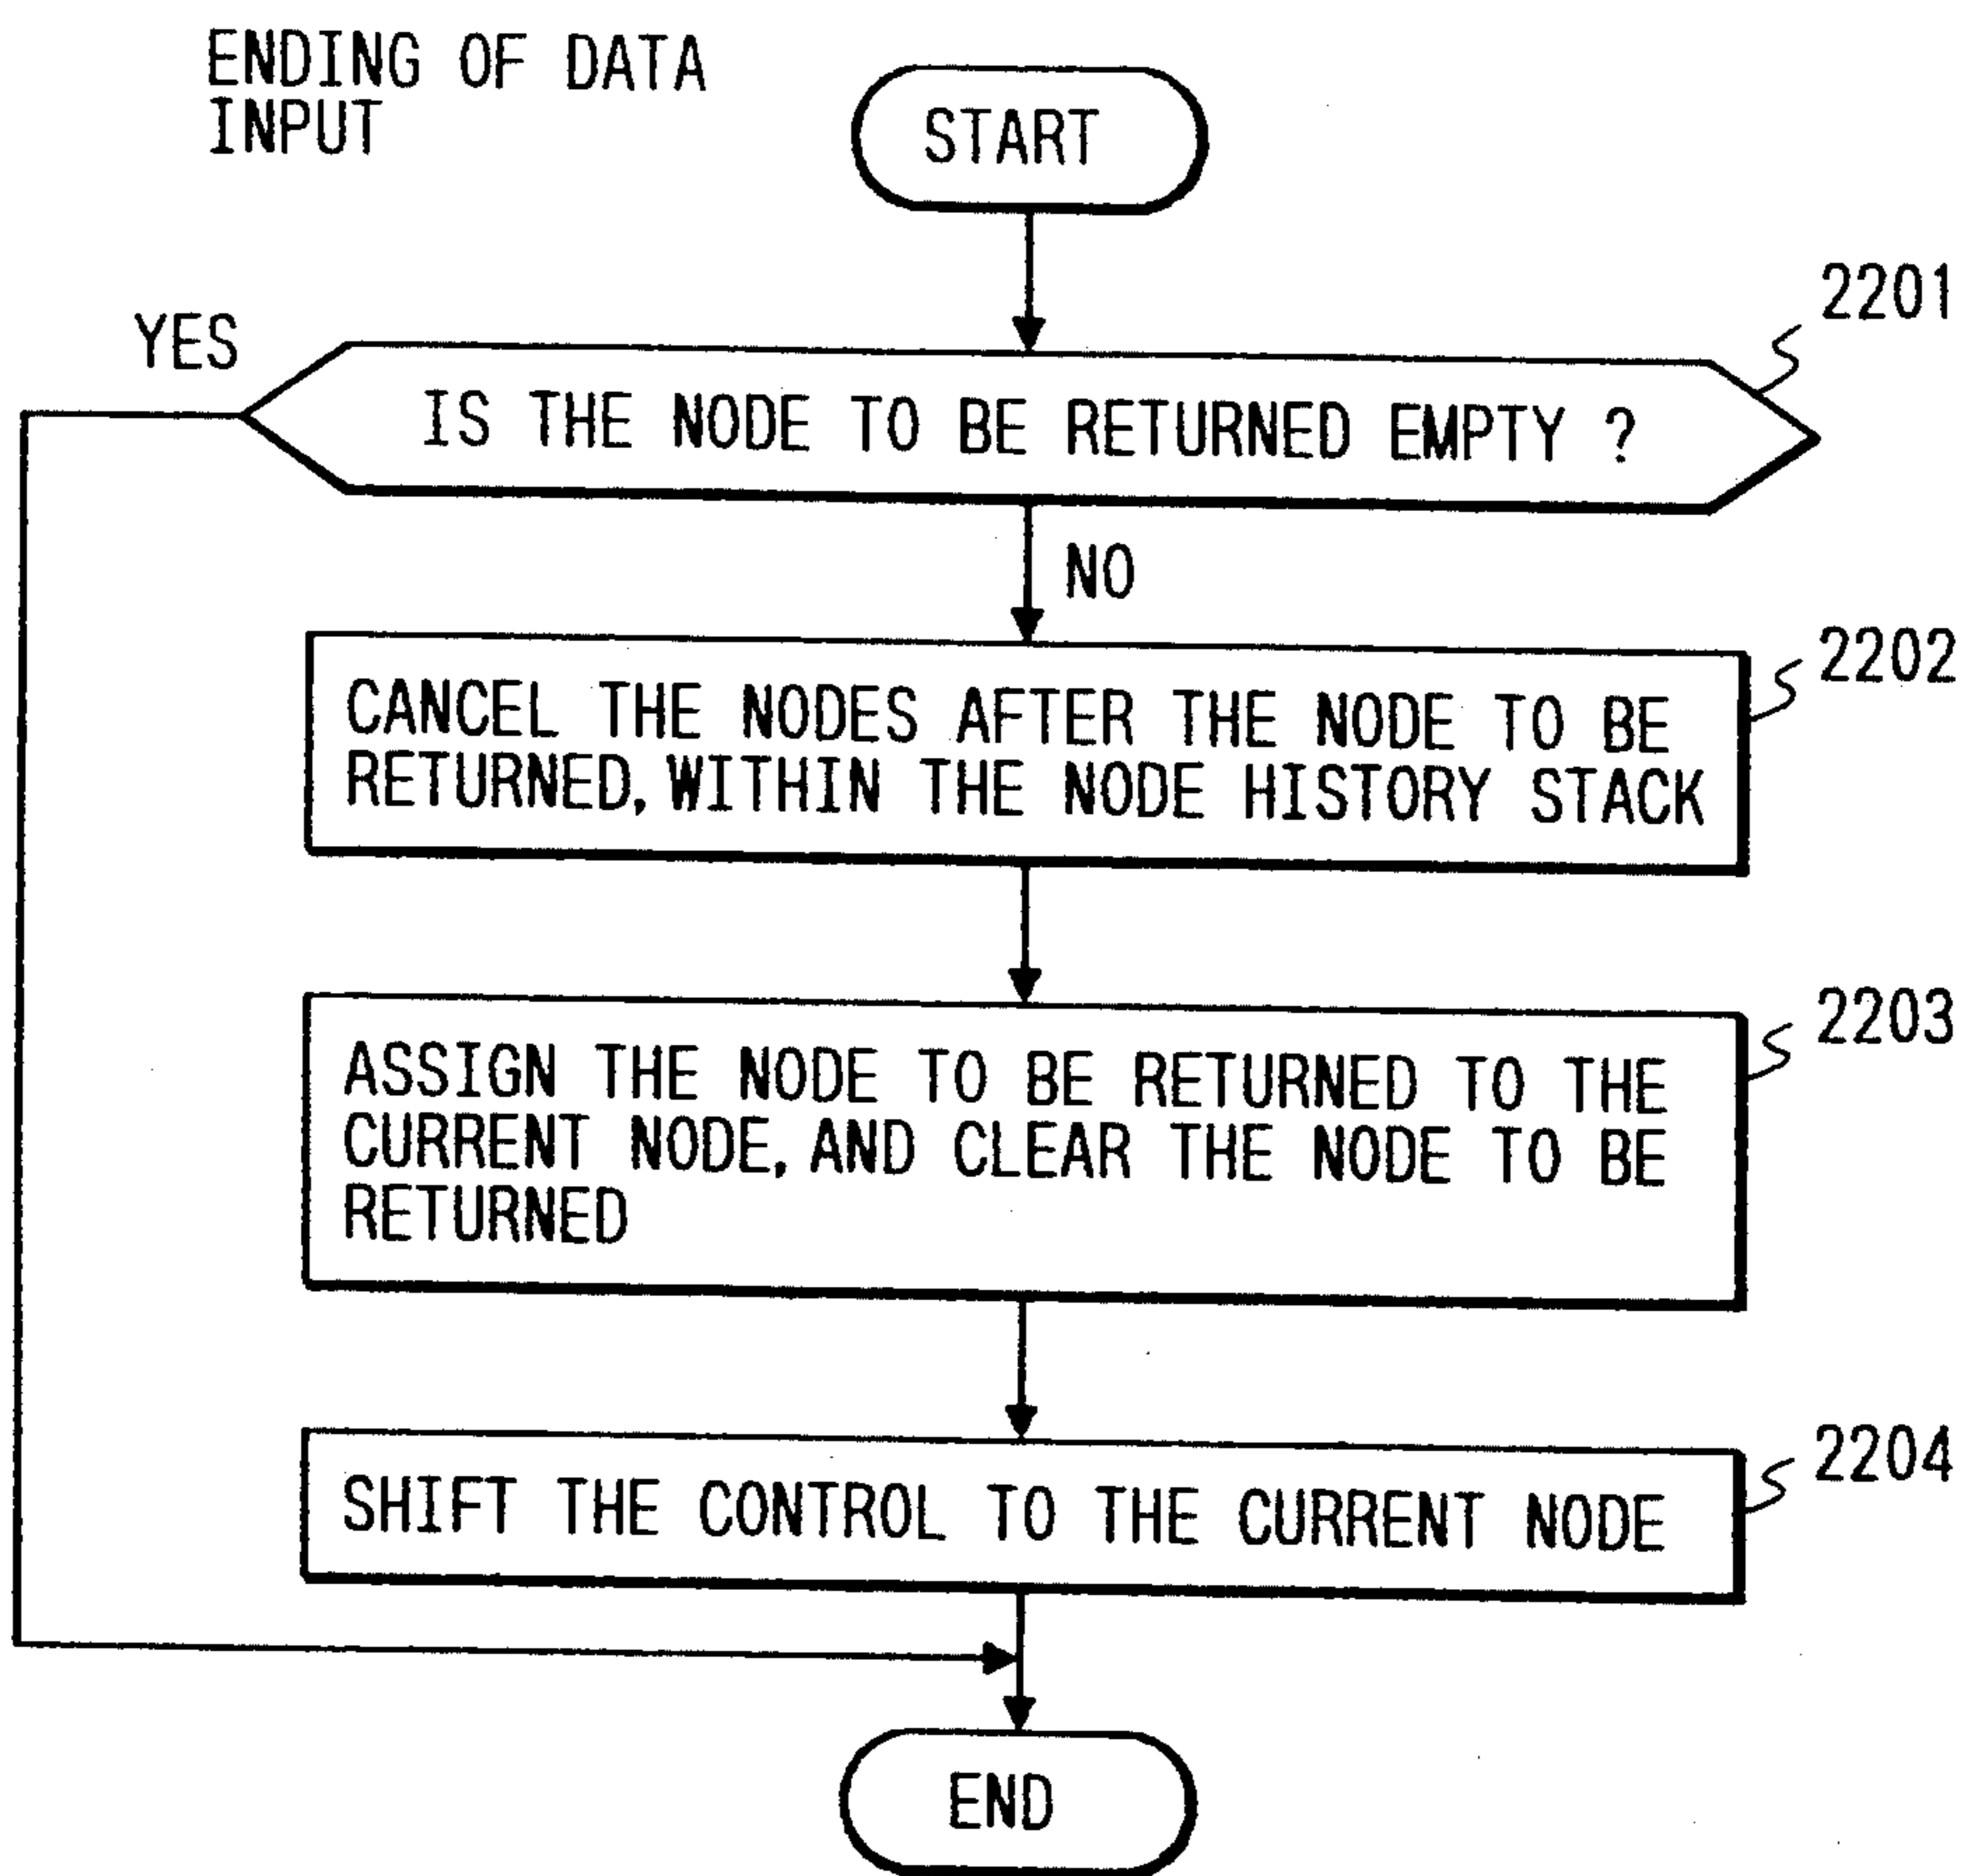 ENDING OF DATA
INPUT
START
2201
YES
IS THE NODE TO BE RETURNED EMPTY ?
NO
2202
CANCEL THE NODES AFTER THE NODE TO BE
RETURNED, WITHIN THE NODE HISTORY STACK
2203
ASSIGN THE NODE TO BE RETURNED TO THE
CURRENT NODE, AND CLEAR THE NODE TO BE
RETURNED
2204
SHIFT THE CONTROL TO THE CURRENT NODE
END